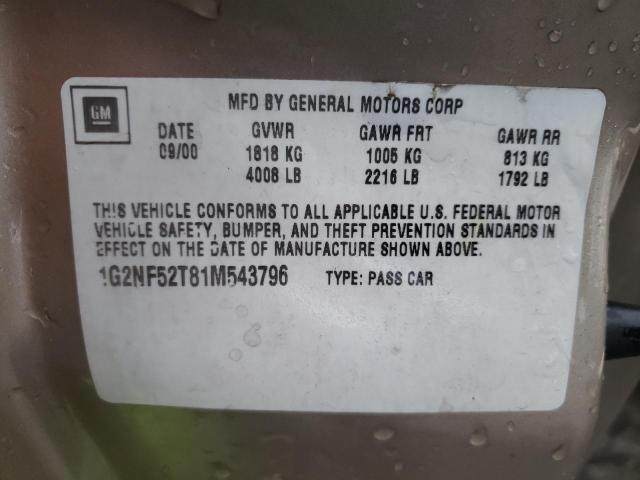 GM
MFD BY GENERAL MOTORS CORP
DATE GVWR GAWR FRT GAWR RR
09/00 1818 KG 1005 KG 813 KG
4008 LB 2216 LB 1792 LB
THIS VEHICLE CONFORMS TO ALL APPLICABLE U.S. FEDERAL MOTOR
VEHICLE SAFETY, BUMPER, AND THEFT PREVENTION STANDARDS IN
EFFECT ON THE DATE OF MANUFACTURE SHOWN ABOVE.
1G2NF52T81M543796 TYPE: PASS CAR